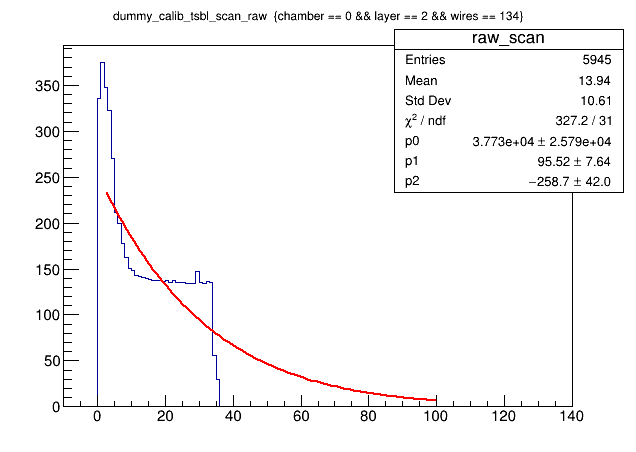 dummy_calib_tsbl_scan_raw {chamber == 0 && layer == 2 && wires == 134}
raw_scan
Entries 5945
Mean 13.94
Std Dev 10.61
χ² / ndf 327.2 / 31
p0 3.773e+04 ± 2.579e+04
p1 95.52 ± 7.64
p2 −258.7 ± 42.0
350
300
250
200
150
100
50
0
0 20 40 60 80 100 120 140